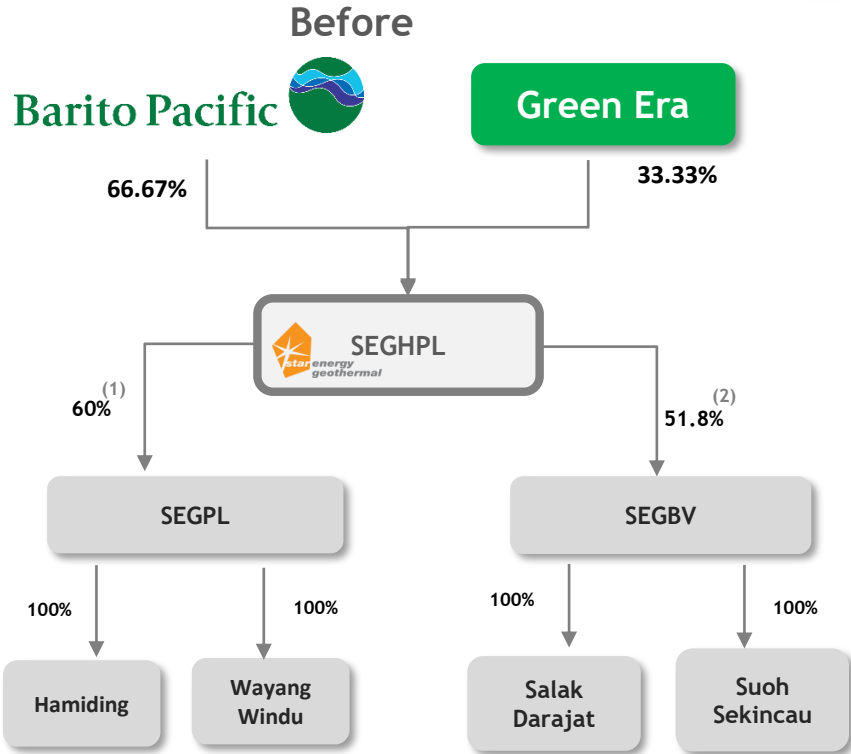 Before
Barito Pacific
Green Era
66.67%
33.33%
SEGHPL
star energy
geothermal
(1)
60%
(2)
51.8%
SEGPL
SEGBV
100%
100%
100%
100%
Hamiding
Wayang
Windu
Salak
Darajat
Suoh
Sekincau